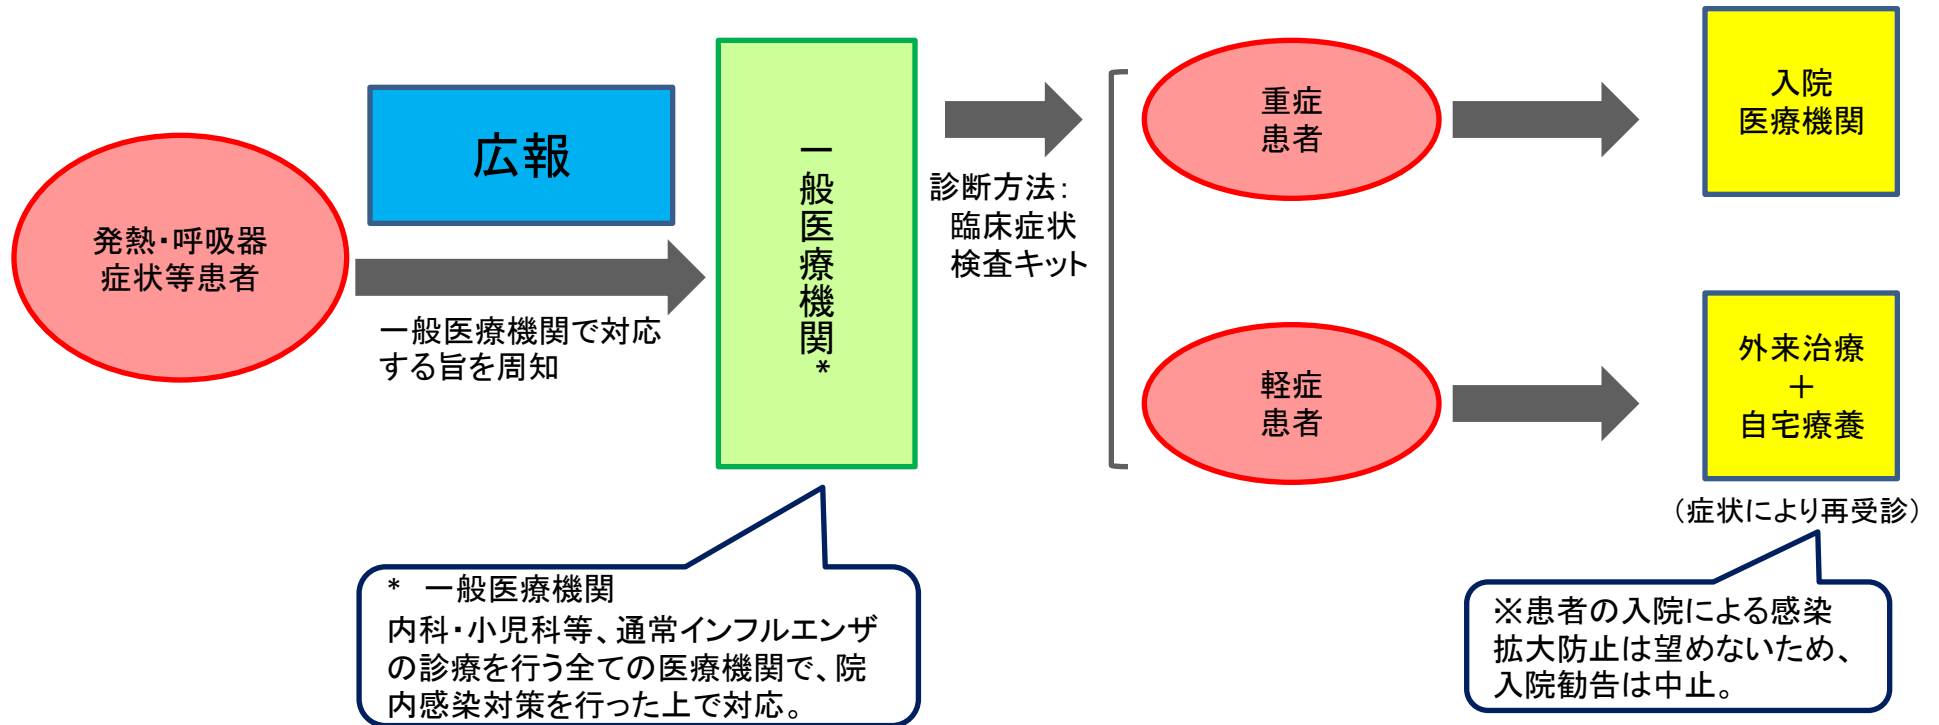 発熱・呼吸器
症状等患者
広報
一般医療機関で対応
する旨を周知
一般医療機関*
診断方法：
臨床症状
検査キット
重症
患者
入院
医療機関
軽症
患者
外来治療
＋
自宅療養
（症状により再受診）
* 一般医療機関
内科・小児科等、通常インフルエンザ
の診療を行う全ての医療機関で、院
内感染対策を行った上で対応。
※患者の入院による感染
拡大防止は望めないため、
入院勧告は中止。